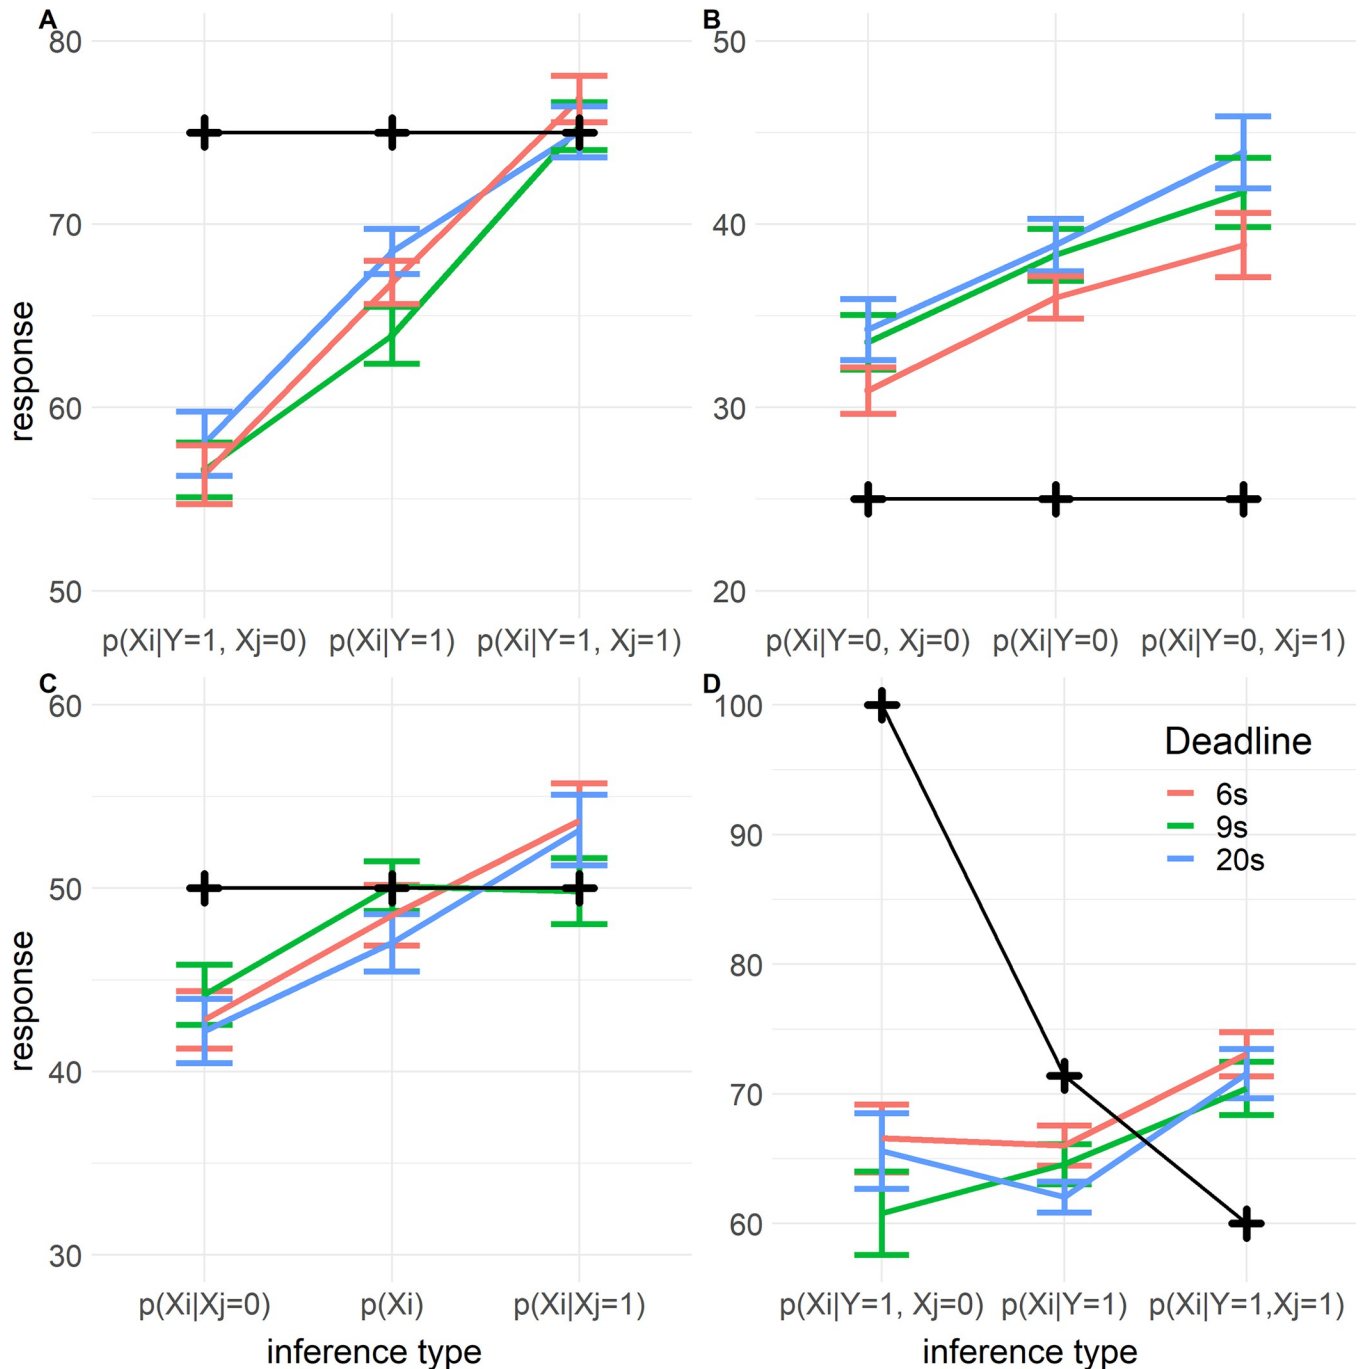 A
80
70
60
50
response
p(Xi|Y=1, Xj=0) p(Xi|Y=1) p(Xi|Y=1, Xj=1)
B
50
40
30
20
p(Xi|Y=0, Xj=0) p(Xi|Y=0) p(Xi|Y=0, Xj=1)
C
60
50
40
30
response
p(Xi|Xj=0) p(Xi) p(Xi|Xj=1)
inference type
D
100
90
80
70
60
Deadline
6s
9s
20s
p(Xi|Y=1, Xj=0) p(Xi|Y=1) p(Xi|Y=1,Xj=1)
inference type